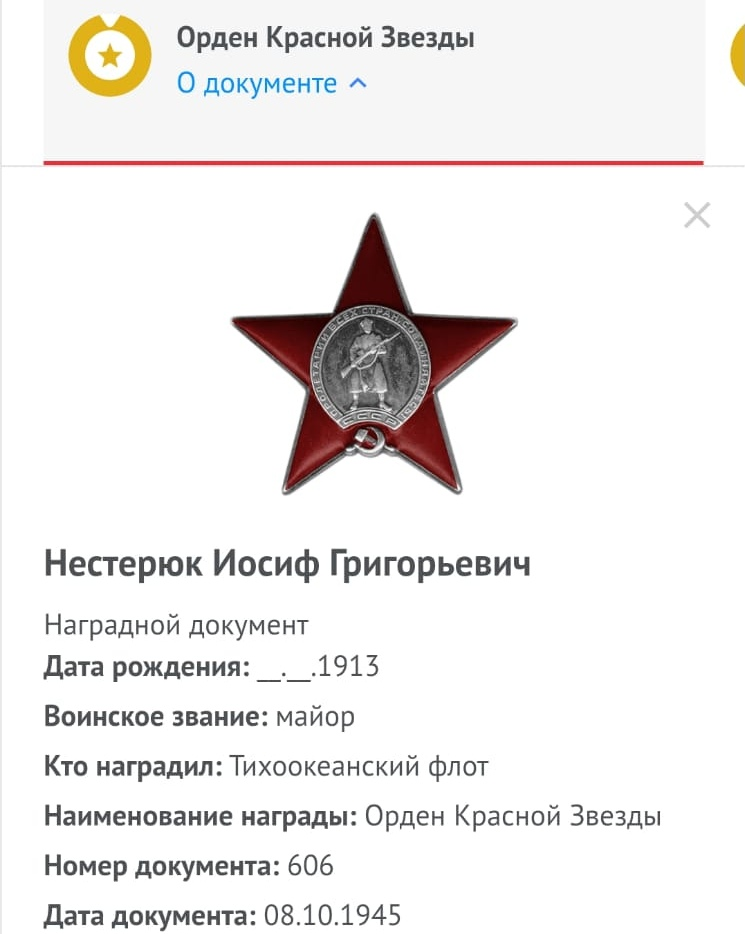 Орден Красной Звезды
О документе
ПРОЛЕТАРИИ ВСЕХ СТРАН СОЕДИНЯЙТЕСЬ
СССР
Нестерюк Иосиф Григорьевич
Наградной документ
Дата рождения: __.__.1913
Воинское звание: майор
Кто наградил: Тихоокеанский флот
Наименование награды: Орден Красной Звезды
Номер документа: 606
Дата документа: 08.10.1945